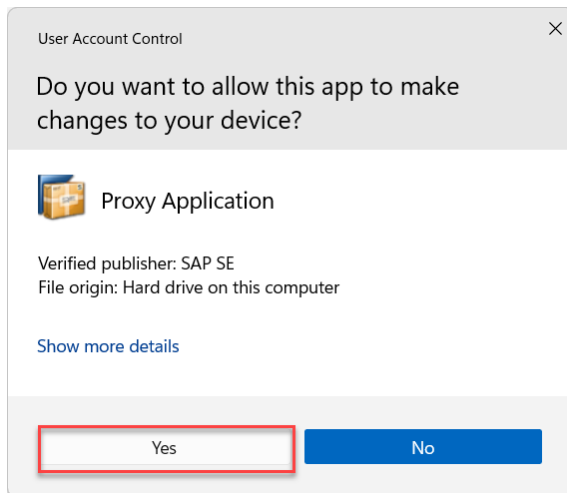 User Account Control
Do you want to allow this app to make
changes to your device?
Proxy Application
Verified publisher: SAP SE
File origin: Hard drive on this computer
Show more details
Yes
No